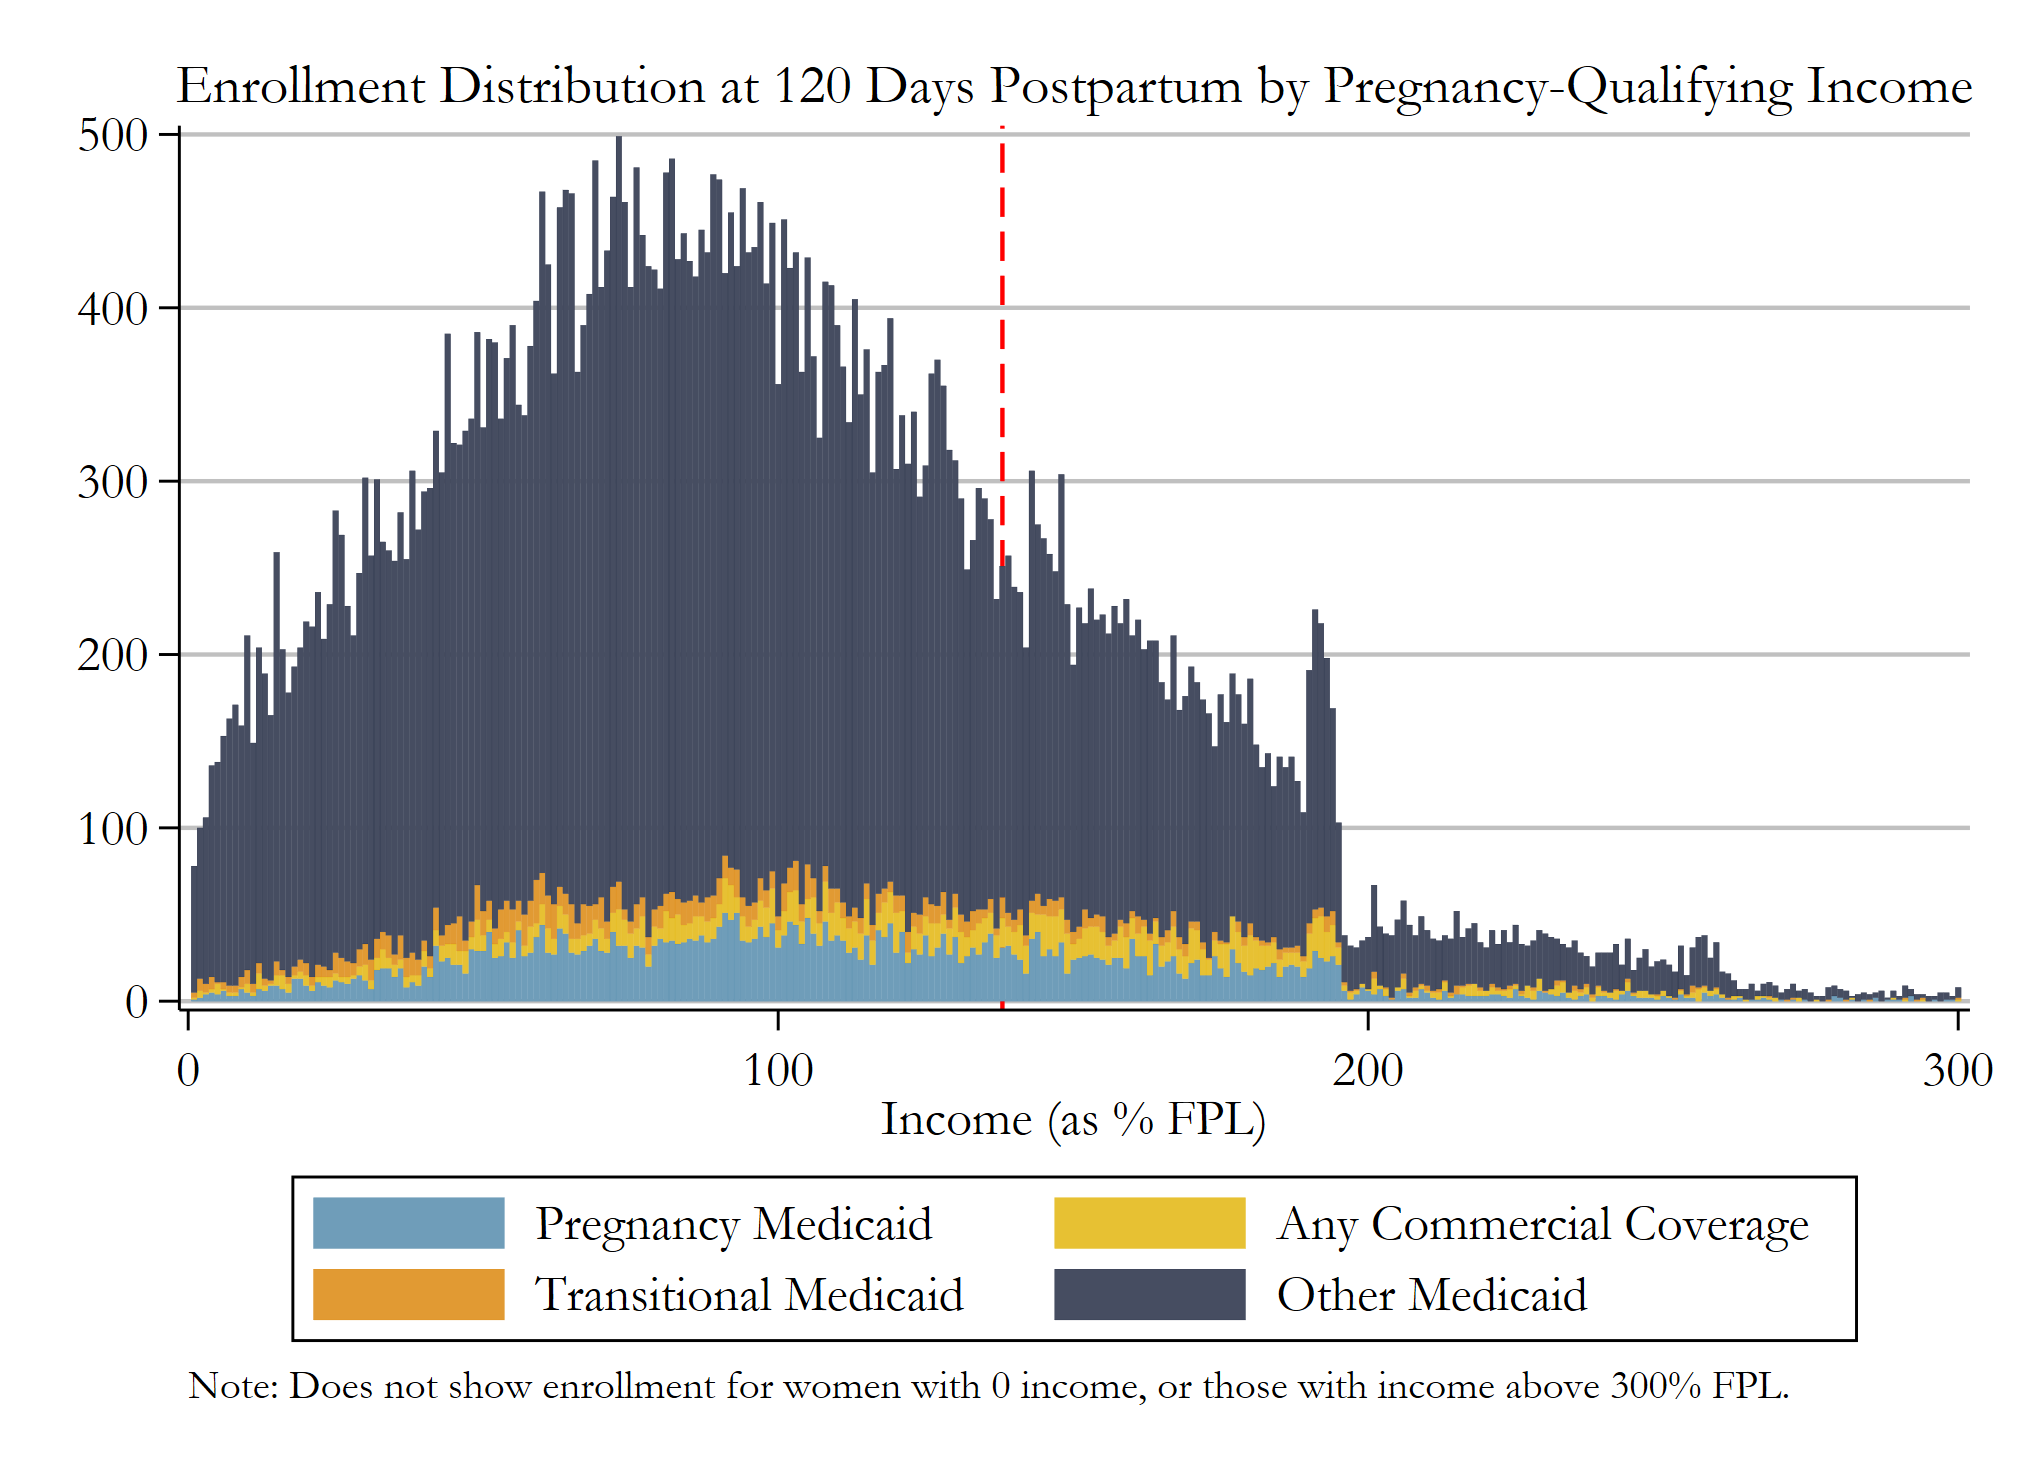 Enrollment Distribution at 120 Days Postpartum by Pregnancy-Qualifying Income
500
400
300
200
100
0
0 100 200 300
Income (as % FPL)
Pregnancy Medicaid Any Commercial Coverage
Transitional Medicaid Other Medicaid
Note: Does not show enrollment for women with 0 income, or those with income above 300% FPL.